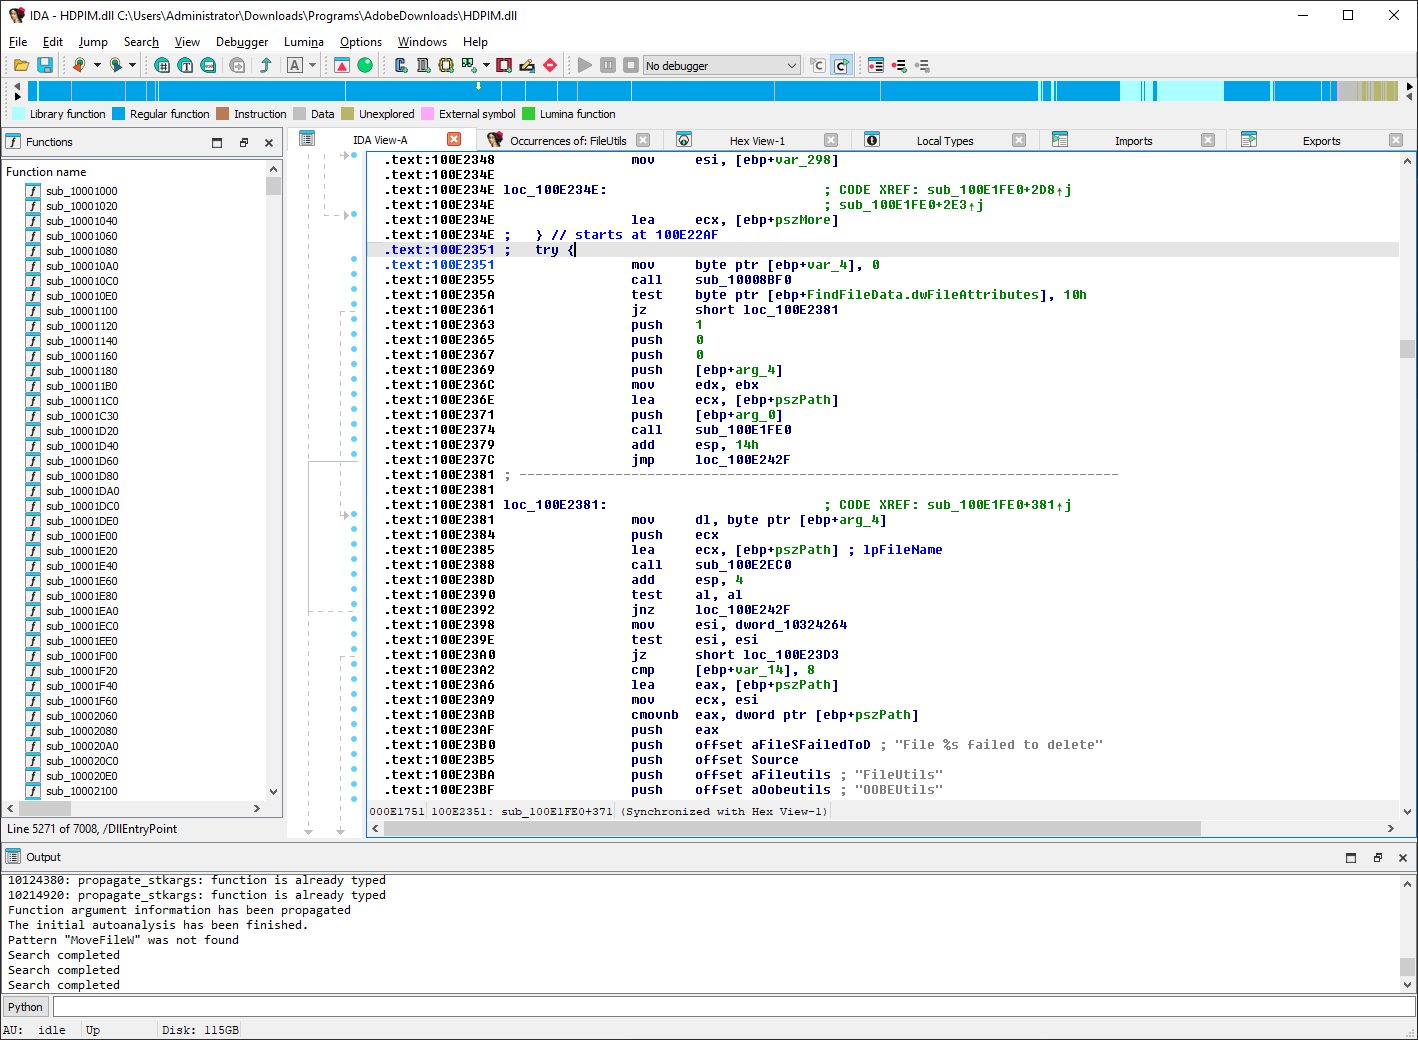 IDA - HDPIM.dll C:\Users\Administrator\Downloads\Programs\AdobeDownloads\HDPIM.dll
File Edit Jump Search View Debugger Lumina Options Windows Help
No debugger
Library function Regular function Instruction Data Unexplored External symbol Lumina function
Functions
IDA View-A Occurrences of: FileUtils Hex View-1 Local Types Imports Exports
Function name
sub_10001000
sub_10001020
sub_10001040
sub_10001060
sub_10001080
sub_100010A0
sub_100010C0
sub_100010E0
sub_10001100
sub_10001120
sub_10001140
sub_10001160
sub_10001180
sub_100011B0
sub_100011C0
sub_10001C30
sub_10001D20
sub_10001D40
sub_10001D60
sub_10001D80
sub_10001DA0
sub_10001DC0
sub_10001DE0
sub_10001E00
sub_10001E20
sub_10001E40
sub_10001E60
sub_10001E80
sub_10001EA0
sub_10001EC0
sub_10001EE0
sub_10001F00
sub_10001F20
sub_10001F40
sub_10001F60
sub_10002060
sub_10002080
sub_100020A0
sub_100020C0
sub_100020E0
sub_10002100
Line 5271 of 7008, /DllEntryPoint
.text:100E2348 mov esi, [ebp+var_298]
.text:100E234E
.text:100E234E loc_100E234E: ; CODE XREF: sub_100E1FE0+2D8↑j
.text:100E234E ; sub_100E1FE0+2E3↑j
.text:100E234E lea ecx, [ebp+pszMore]
.text:100E234E ; } // starts at 100E22AF
.text:100E2351 ; try {
.text:100E2351 mov byte ptr [ebp+var_4], 0
.text:100E2355 call sub_10008BF0
.text:100E235A test byte ptr [ebp+FindFileData.dwFileAttributes], 10h
.text:100E2361 jz short loc_100E2381
.text:100E2363 push 1
.text:100E2365 push 0
.text:100E2367 push 0
.text:100E2369 push [ebp+arg_4]
.text:100E236C mov edx, ebx
.text:100E236E lea ecx, [ebp+pszPath]
.text:100E2371 push [ebp+arg_0]
.text:100E2374 call sub_100E1FE0
.text:100E2379 add esp, 14h
.text:100E237C jmp loc_100E242F
.text:100E2381 ; ---------------------------------------------------------------------------
.text:100E2381
.text:100E2381 loc_100E2381: ; CODE XREF: sub_100E1FE0+381↑j
.text:100E2381 mov dl, byte ptr [ebp+arg_4]
.text:100E2384 push ecx
.text:100E2385 lea ecx, [ebp+pszPath] ; lpFileName
.text:100E2388 call sub_100E2EC0
.text:100E238D add esp, 4
.text:100E2390 test al, al
.text:100E2392 jnz loc_100E242F
.text:100E2398 mov esi, dword_10324264
.text:100E239E test esi, esi
.text:100E23A0 jz short loc_100E23D3
.text:100E23A2 cmp [ebp+var_14], 8
.text:100E23A6 lea eax, [ebp+pszPath]
.text:100E23A9 mov ecx, esi
.text:100E23AB cmovnb eax, dword ptr [ebp+pszPath]
.text:100E23AF push eax
.text:100E23B0 push offset aFileSFailedToD ; "File %s failed to delete"
.text:100E23B5 push offset Source
.text:100E23BA push offset aFileutils ; "FileUtils"
.text:100E23BF push offset aOobeutils ; "OOBEUtils"
000E1751 100E2351: sub_100E1FE0+371 (Synchronized with Hex View-1)
Output
10124380: propagate_stkargs: function is already typed
10214920: propagate_stkargs: function is already typed
Function argument information has been propagated
The initial autoanalysis has been finished.
Pattern "MoveFileW" was not found
Search completed
Search completed
Search completed
Python
AU: idle Up Disk: 115GB